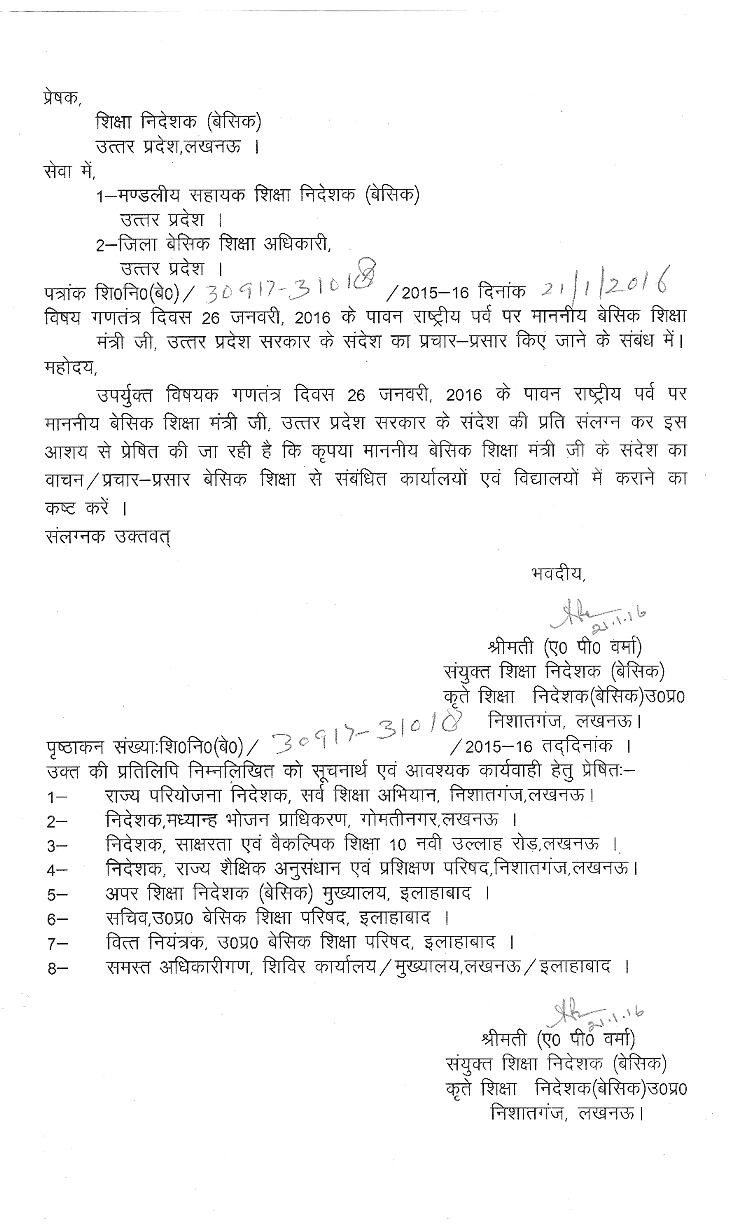 प्रेषक,
शिक्षा निदेशक (बेसिक)
उत्तर प्रदेश,लखनऊ ।
सेवा में,
1–मण्डलीय सहायक शिक्षा निदेशक (बेसिक)
उत्तर प्रदेश ।
2–जिला बेसिक शिक्षा अधिकारी,
उत्तर प्रदेश ।
पत्रांक शि0नि0(बे0)/ 30917-31018 /2015–16 दिनांक 21/1/2016
विषय गणतंत्र दिवस 26 जनवरी, 2016 के पावन राष्ट्रीय पर्व पर माननीय बेसिक शिक्षा
मंत्री जी, उत्तर प्रदेश सरकार के संदेश का प्रचार–प्रसार किए जाने के संबंध में।
महोदय,
उपर्युक्त विषयक गणतंत्र दिवस 26 जनवरी, 2016 के पावन राष्ट्रीय पर्व पर
माननीय बेसिक शिक्षा मंत्री जी, उत्तर प्रदेश सरकार के संदेश की प्रति संलग्न कर इस
आशय से प्रेषित की जा रही है कि कृपया माननीय बेसिक शिक्षा मंत्री जी के संदेश का
वाचन/प्रचार–प्रसार बेसिक शिक्षा से संबंधित कार्यालयों एवं विद्यालयों में कराने का
कष्ट करें ।
संलग्नक उक्तवत्
भवदीय,
21.1.16
श्रीमती (ए0 पी0 वर्मा)
संयुक्त शिक्षा निदेशक (बेसिक)
कृते शिक्षा निदेशक(बेसिक)उ0प्र0
निशातगंज, लखनऊ।
पृष्ठाकन संख्याःशि0नि0(बे0)/ 30917-31018 /2015–16 तद्दिनांक ।
उक्त की प्रतिलिपि निम्नलिखित को सूचनार्थ एवं आवश्यक कार्यवाही हेतु प्रेषितः–
1– राज्य परियोजना निदेशक, सर्व शिक्षा अभियान, निशातगंज,लखनऊ।
2– निदेशक,मध्यान्ह भोजन प्राधिकरण, गोमतीनगर,लखनऊ ।
3– निदेशक, साक्षरता एवं वैकल्पिक शिक्षा 10 नवी उल्लाह रोड,लखनऊ ।
4– निदेशक, राज्य शैक्षिक अनुसंधान एवं प्रशिक्षण परिषद,निशातगंज,लखनऊ।
5– अपर शिक्षा निदेशक (बेसिक) मुख्यालय, इलाहाबाद ।
6– सचिव,उ0प्र0 बेसिक शिक्षा परिषद, इलाहाबाद ।
7– वित्त नियंत्रक, उ0प्र0 बेसिक शिक्षा परिषद, इलाहाबाद ।
8– समस्त अधिकारीगण, शिविर कार्यालय/मुख्यालय,लखनऊ/इलाहाबाद ।
21.1.16
श्रीमती (ए0 पी0 वर्मा)
संयुक्त शिक्षा निदेशक (बेसिक)
कृते शिक्षा निदेशक(बेसिक)उ0प्र0
निशातगंज, लखनऊ।